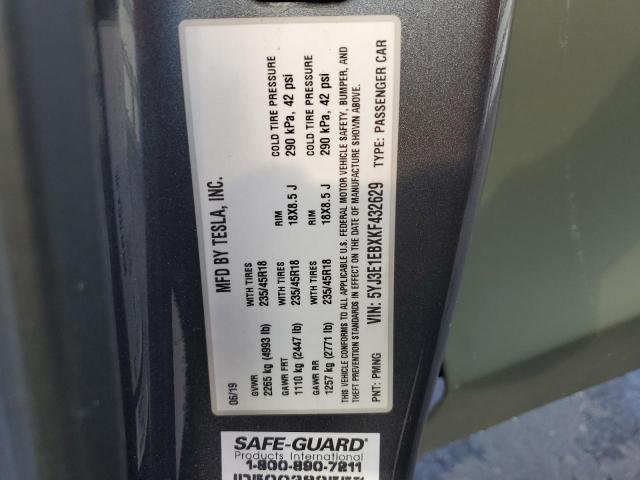 MFD BY TESLA, INC.
06/19
GVWR WITH TIRES RIM COLD TIRE PRESSURE
2265 kg (4993 lb) 235/45R18 18X8.5 J 290 kPa, 42 psi
GAWR FRT WITH TIRES RIM COLD TIRE PRESSURE
1110 kg (2447 lb) 235/45R18 18X8.5 J 290 kPa, 42 psi
GAWR RR WITH TIRES
1257 kg (2771 lb) 235/45R18
THIS VEHICLE CONFORMS TO ALL APPLICABLE U.S. FEDERAL MOTOR VEHICLE SAFETY, BUMPER, AND
THEFT PREVENTION STANDARDS IN EFFECT ON THE DATE OF MANUFACTURE SHOWN ABOVE.
VIN: 5YJ3E1EBXKF432629
PNT: PMNG TYPE: PASSENGER CAR
SAFE-GUARD®
Products International
1-800-890-7211